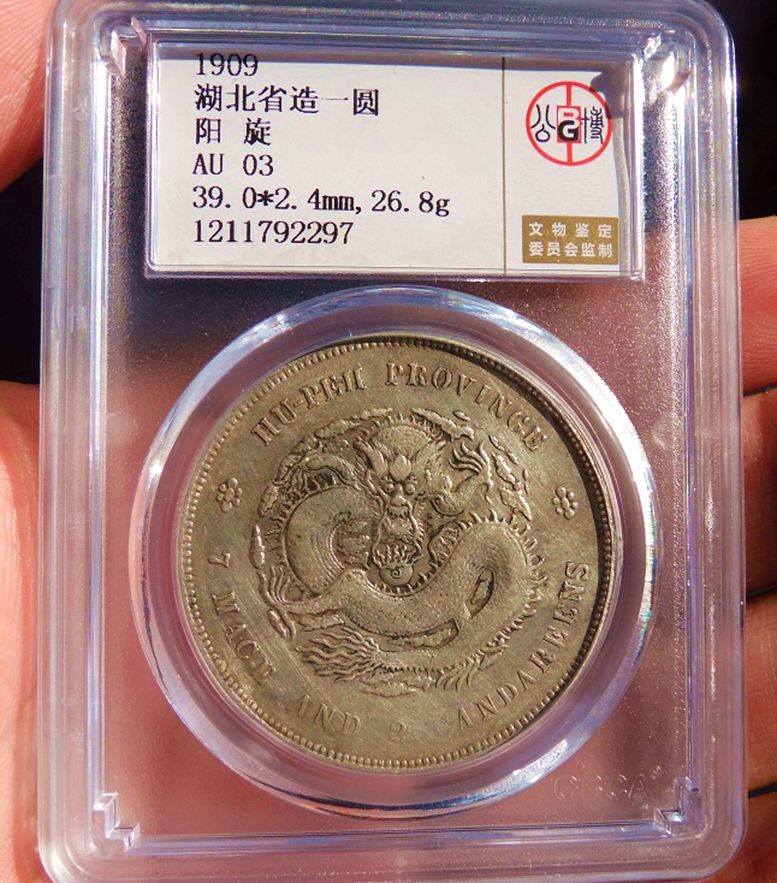 1909
湖北省造一圆
阳 旋
AU 03
39.0*2.4mm, 26.8g
1211792297
公 博
BG
文物鉴定
委员会监制
HU-PEH PROVINCE
7 MACE AND 2 CANDAREENS